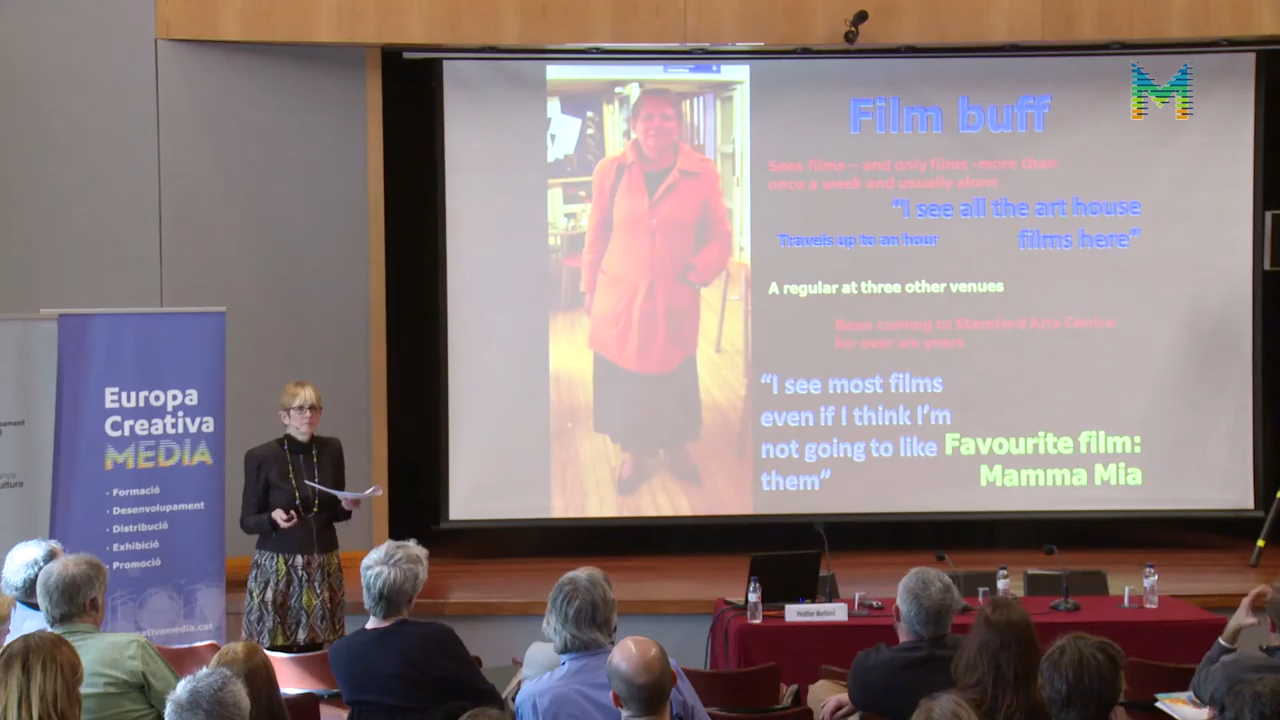 Film buff
Sees films – and only films -more than
once a week and usually alone
"I see all the art house
films here"
Travels up to an hour
A regular at three other venues
Been coming to Stamford Arts Centre
for over six years
"I see most films
even if I think I'm
not going to like
them"
Favourite film:
Mamma Mia
M
Europa
Creativa
MEDIA
· Formació
· Desenvolupament
· Distribució
· Exhibició
· Promoció